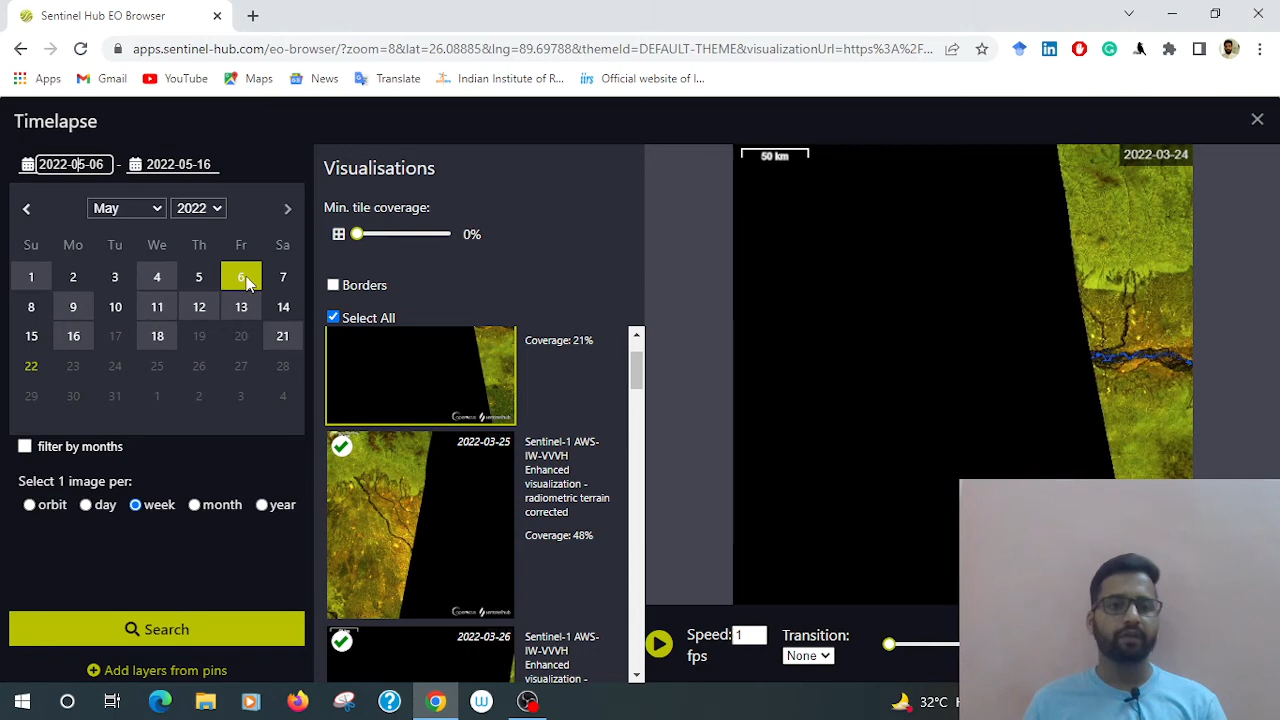 Sentinel Hub EO Browser
apps.sentinel-hub.com/eo-browser/?zoom=8&lat=26.08885&lng=89.69788&themeId=DEFAULT-THEME&visualizationUrl=https%3A%2F...
Apps Gmail YouTube Maps News Translate Indian Institute of R... Official website of I...
Timelapse
2022-05-06 - 2022-05-16
May 2022
Su Mo Tu We Th Fr Sa
1 2 3 4 5 6 7
8 9 10 11 12 13 14
15 16 17 18 19 20 21
22 23 24 25 26 27 28
29 30 31 1 2 3 4
filter by months
Select 1 image per:
orbit day week month year
Search
Add layers from pins
Visualisations
Min. tile coverage:
0%
Borders
Select All
Coverage: 21%
Copernicus sentinelhub
2022-03-25
Sentinel-1 AWS-
IW-VVVH
Enhanced
visualization -
radiometric terrain
corrected
Coverage: 48%
Copernicus sentinelhub
2022-03-26
Sentinel-1 AWS-
IW-VVVH
Enhanced
50 km
2022-03-24
Speed: 1
fps
Transition:
None
32°C